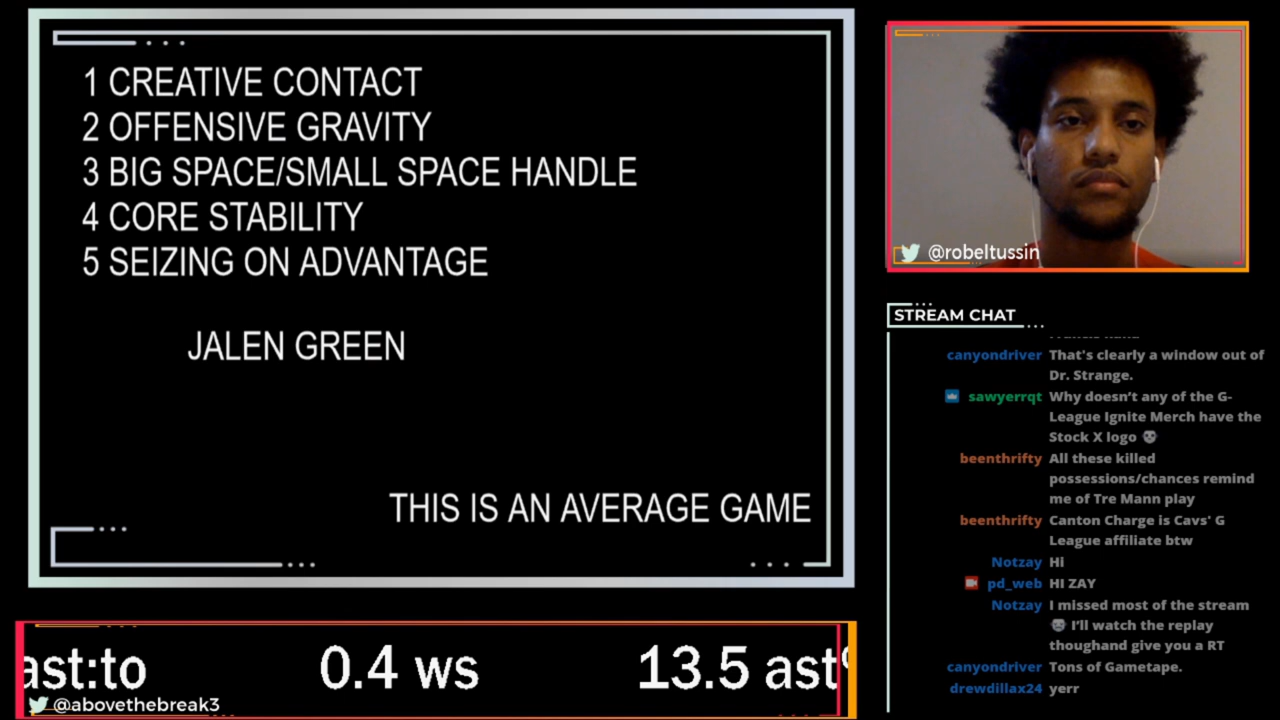 1 CREATIVE CONTACT
2 OFFENSIVE GRAVITY
3 BIG SPACE/SMALL SPACE HANDLE
4 CORE STABILITY
5 SEIZING ON ADVANTAGE
JALEN GREEN
THIS IS AN AVERAGE GAME
ast:to 0.4 ws 13.5 ast
@abovethebreak3
@robeltussin
STREAM CHAT
canyondriver That's clearly a window out of
Dr. Strange.
sawyerrqt Why doesn't any of the G-
League Ignite Merch have the
Stock X logo
beenthrifty All these killed
possessions/chances remind
me of Tre Mann play
beenthrifty Canton Charge is Cavs' G
League affiliate btw
Notzay Hi
pd_web HI ZAY
Notzay I missed most of the stream
I'll watch the replay
thoughand give you a RT
canyondriver Tons of Gametape.
drewdillax24 yerr